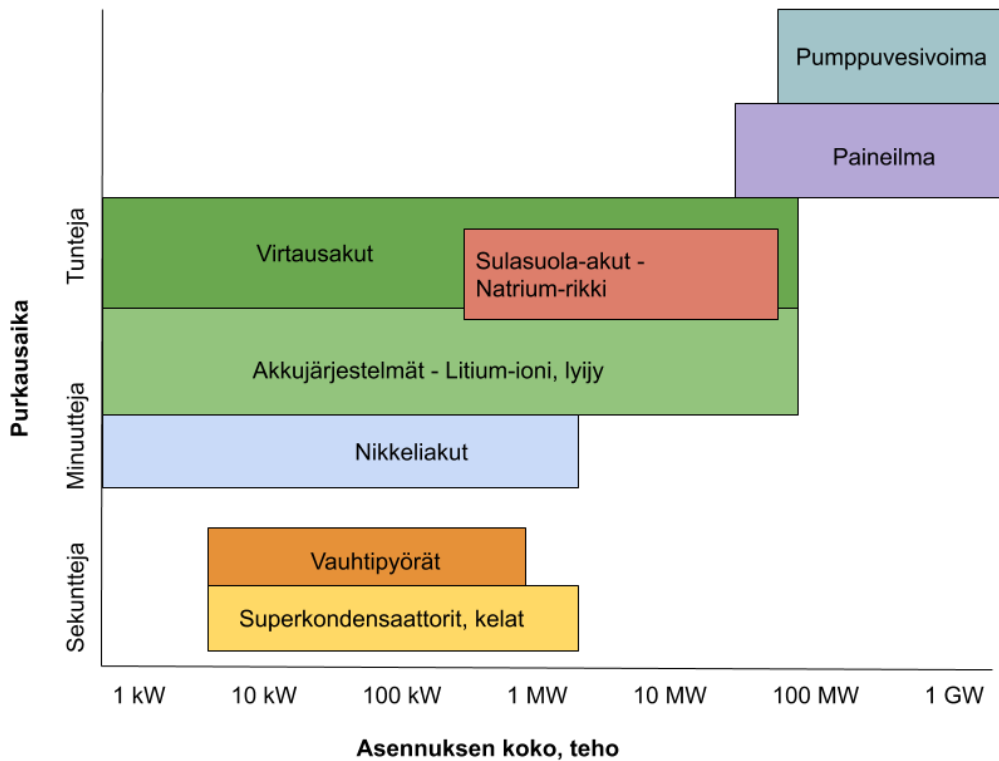 Pumppuvesivoima
Paineilma
Virtausakut
Sulasuola-akut -
Natrium-rikki
Akkujärjestelmät - Litium-ioni, lyijy
Nikkeliakut
Vauhtipyörät
Superkondensaattorit, kelat
Purkausaika
Tunteja
Minuutteja
Sekuntteja
1 kW 10 kW 100 kW 1 MW 10 MW 100 MW 1 GW
Asennuksen koko, teho